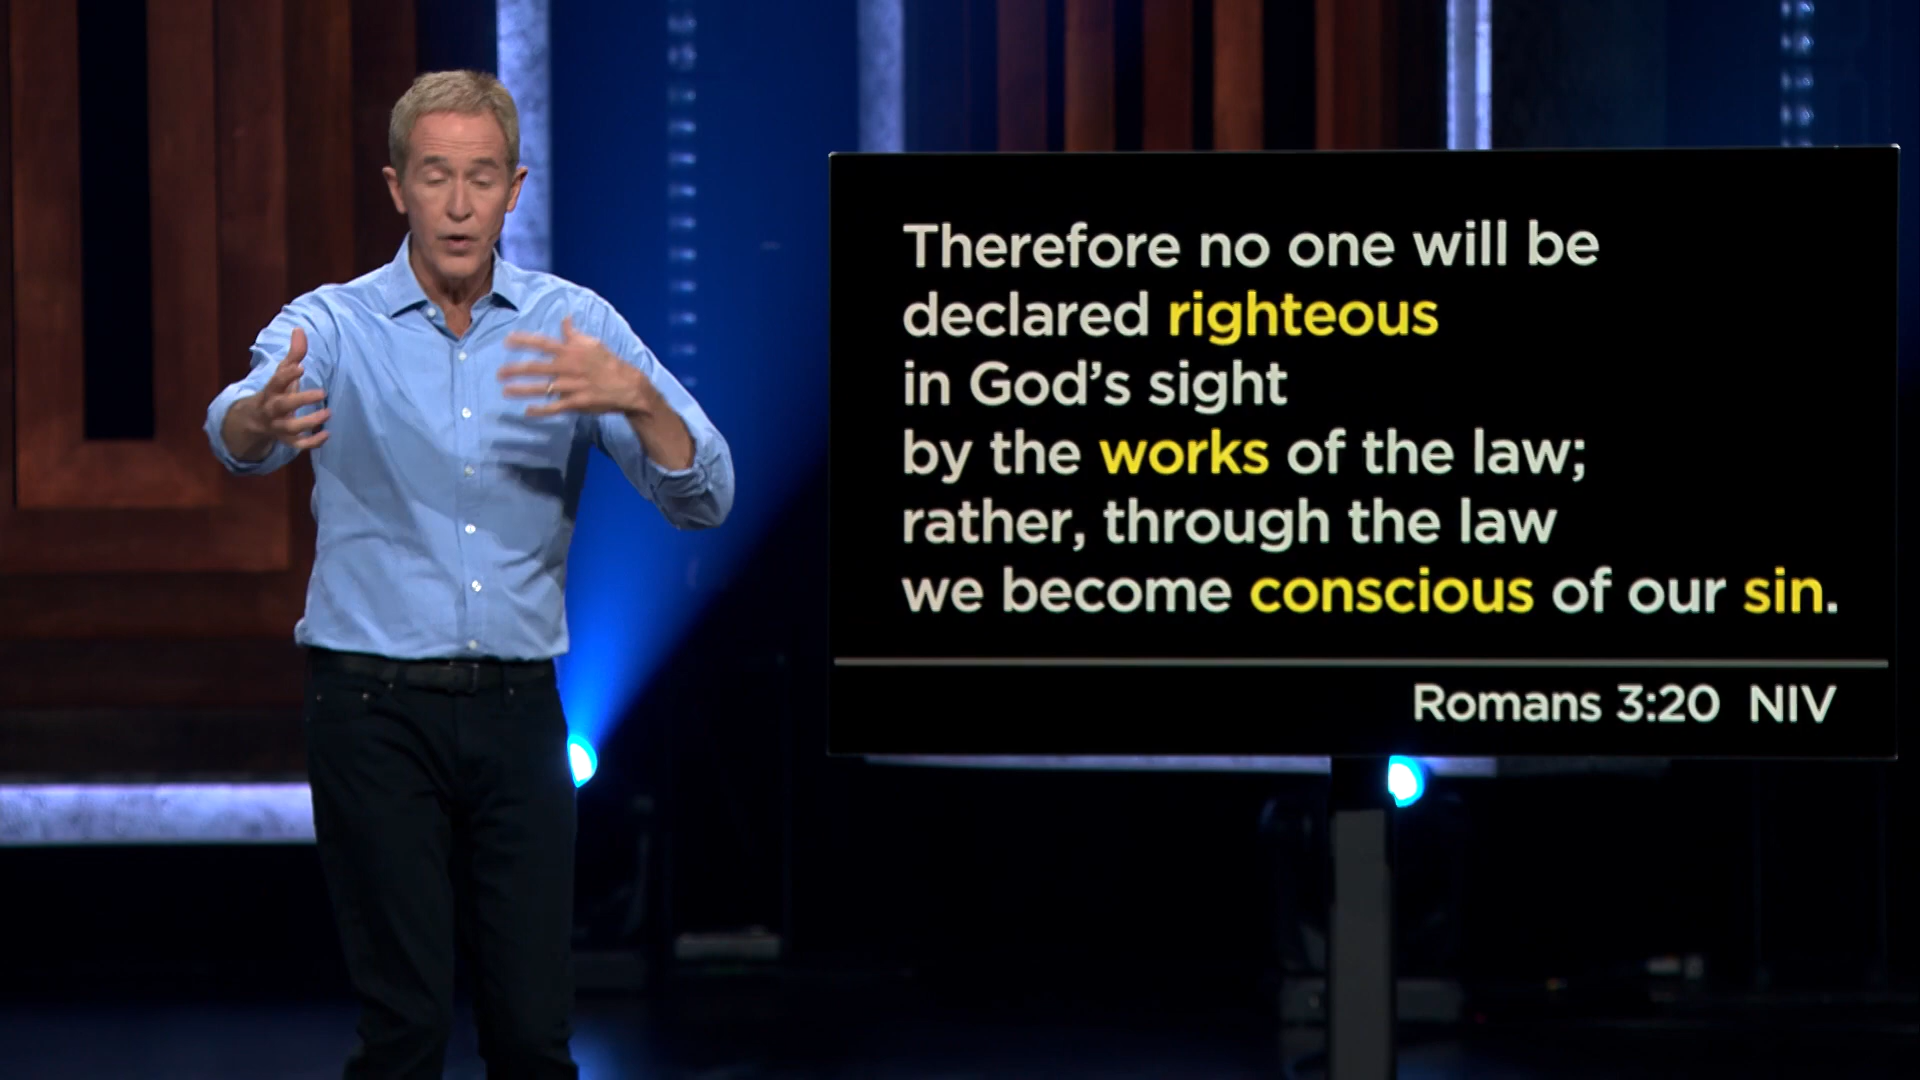 Therefore no one will be
declared righteous
in God’s sight
by the works of the law;
rather, through the law
we become conscious of our sin.
Romans 3:20 NIV